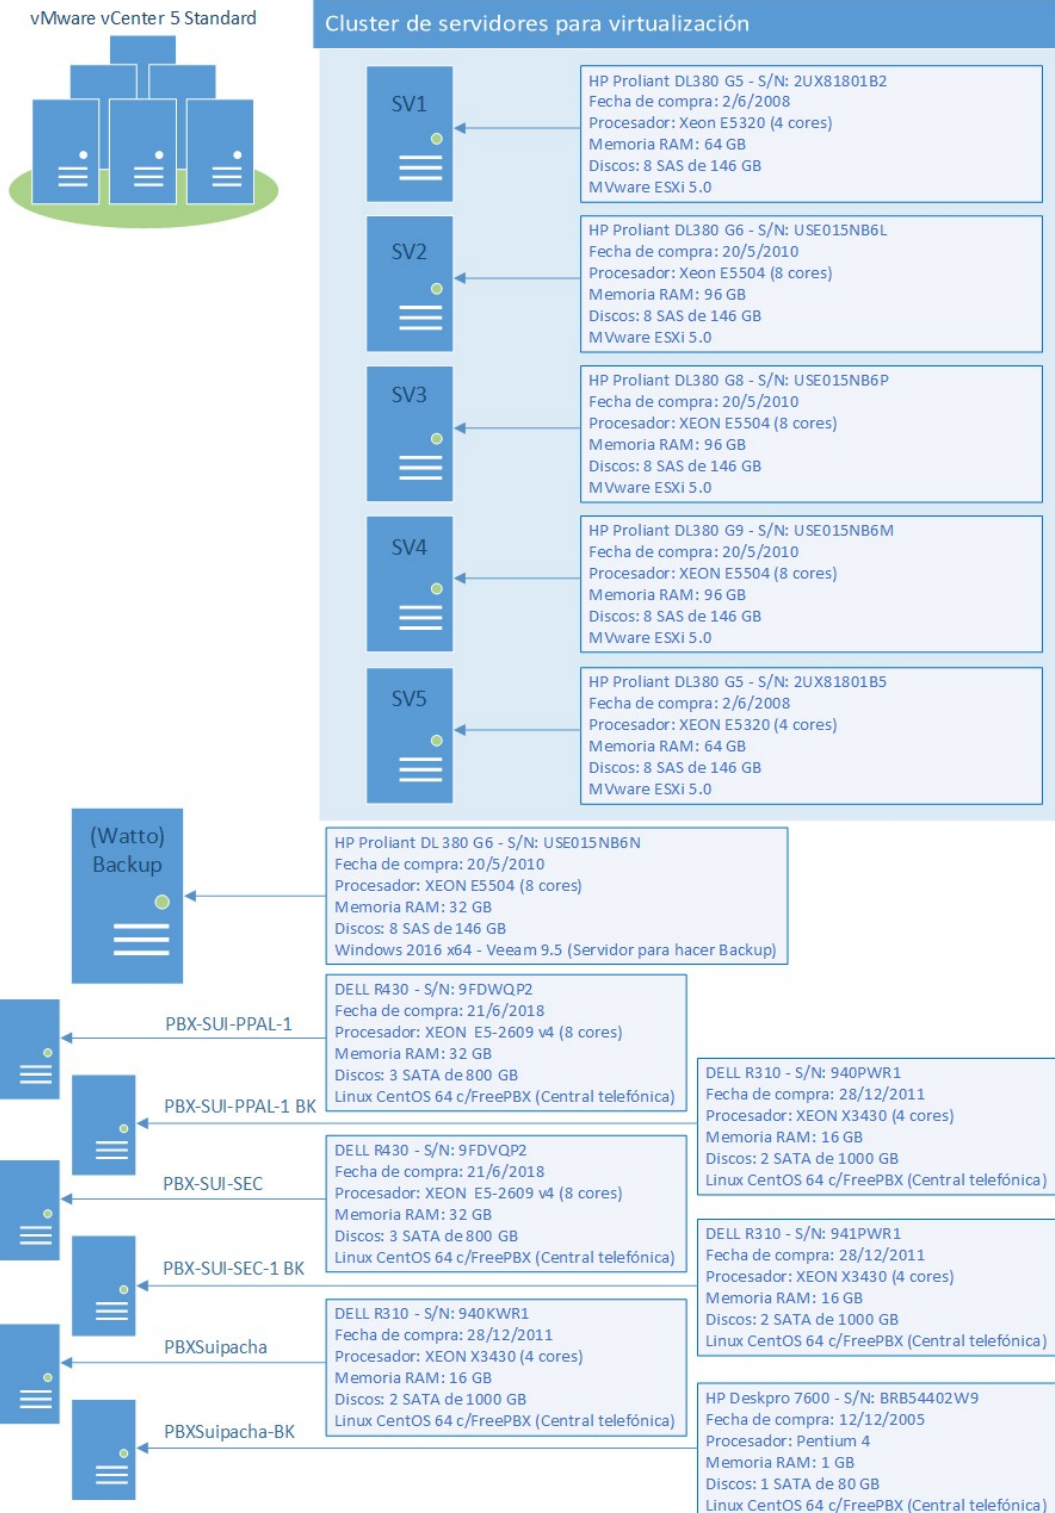 vMware vCenter 5 Standard
Cluster de servidores para virtualización
SV1
HP Proliant DL380 G5 - S/N: 2UX81801B2
Fecha de compra: 2/6/2008
Procesador: Xeon E5320 (4 cores)
Memoria RAM: 64 GB
Discos: 8 SAS de 146 GB
MVware ESXi 5.0
SV2
HP Proliant DL380 G6 - S/N: USE015NB6L
Fecha de compra: 20/5/2010
Procesador: Xeon E5504 (8 cores)
Memoria RAM: 96 GB
Discos: 8 SAS de 146 GB
MVware ESXi 5.0
SV3
HP Proliant DL380 G8 - S/N: USE015NB6P
Fecha de compra: 20/5/2010
Procesador: XEON E5504 (8 cores)
Memoria RAM: 96 GB
Discos: 8 SAS de 146 GB
MVware ESXi 5.0
SV4
HP Proliant DL380 G9 - S/N: USE015NB6M
Fecha de compra: 20/5/2010
Procesador: XEON E5504 (8 cores)
Memoria RAM: 96 GB
Discos: 8 SAS de 146 GB
MVware ESXi 5.0
SV5
HP Proliant DL380 G5 - S/N: 2UX81801B5
Fecha de compra: 2/6/2008
Procesador: XEON E5320 (4 cores)
Memoria RAM: 64 GB
Discos: 8 SAS de 146 GB
MVware ESXi 5.0
(Watto)
Backup
HP Proliant DL 380 G6 - S/N: USE015NB6N
Fecha de compra: 20/5/2010
Procesador: XEON E5504 (8 cores)
Memoria RAM: 32 GB
Discos: 8 SAS de 146 GB
Windows 2016 x64 - Veeam 9.5 (Servidor para hacer Backup)
PBX-SUI-PPAL-1
DELL R430 - S/N: 9FDWQP2
Fecha de compra: 21/6/2018
Procesador: XEON E5-2609 v4 (8 cores)
Memoria RAM: 32 GB
Discos: 3 SATA de 800 GB
Linux CentOS 64 c/FreePBX (Central telefónica)
PBX-SUI-PPAL-1 BK
DELL R310 - S/N: 940PWR1
Fecha de compra: 28/12/2011
Procesador: XEON X3430 (4 cores)
Memoria RAM: 16 GB
Discos: 2 SATA de 1000 GB
Linux CentOS 64 c/FreePBX (Central telefónica)
PBX-SUI-SEC
DELL R430 - S/N: 9FDVQP2
Fecha de compra: 21/6/2018
Procesador: XEON E5-2609 v4 (8 cores)
Memoria RAM: 32 GB
Discos: 3 SATA de 800 GB
Linux CentOS 64 c/FreePBX (Central telefónica)
PBX-SUI-SEC-1 BK
DELL R310 - S/N: 941PWR1
Fecha de compra: 28/12/2011
Procesador: XEON X3430 (4 cores)
Memoria RAM: 16 GB
Discos: 2 SATA de 1000 GB
Linux CentOS 64 c/FreePBX (Central telefónica)
PBXSuipacha
DELL R310 - S/N: 940KWR1
Fecha de compra: 28/12/2011
Procesador: XEON X3430 (4 cores)
Memoria RAM: 16 GB
Discos: 2 SATA de 1000 GB
Linux CentOS 64 c/FreePBX (Central telefónica)
PBXSuipacha-BK
HP Deskpro 7600 - S/N: BRB54402W9
Fecha de compra: 12/12/2005
Procesador: Pentium 4
Memoria RAM: 1 GB
Discos: 1 SATA de 80 GB
Linux CentOS 64 c/FreePBX (Central telefónica)